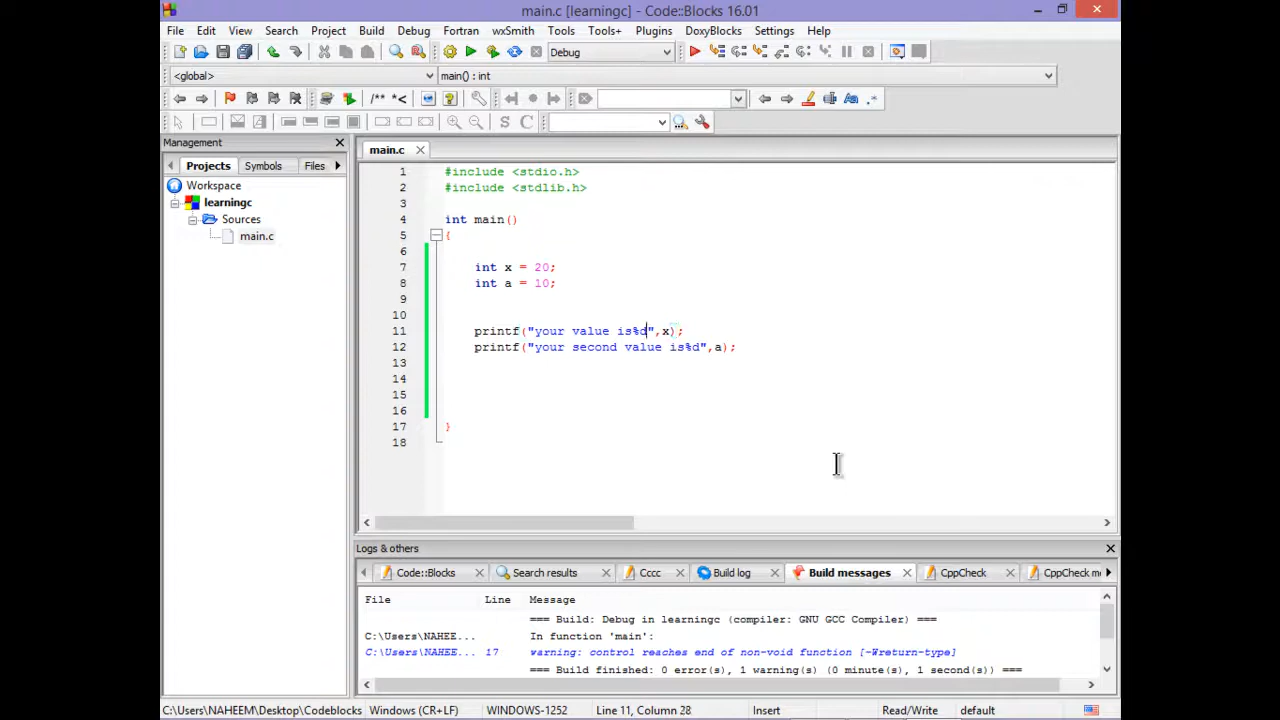 main.c [learningc] - Code::Blocks 16.01
File Edit View Search Project Build Debug Fortran wxSmith Tools Tools+ Plugins DoxyBlocks Settings Help
Debug
<global> main() : int
/** *<
S C
Management
main.c
Projects Symbols Files
Workspace
learningc
Sources
main.c
1 #include <stdio.h>
2 #include <stdlib.h>
3
4 int main()
5 {
6
7 int x = 20;
8 int a = 10;
9
10
11 printf("your value is%d",x);
12 printf("your second value is%d",a);
13
14
15
16
17 }
18
Logs & others
Code::Blocks Search results Cccc Build log Build messages CppCheck CppCheck me
File Line Message
=== Build: Debug in learningc (compiler: GNU GCC Compiler) ===
C:\Users\NAHEEM... In function 'main':
C:\Users\NAHEE... 17 warning: control reaches end of non-void function [-Wreturn-type]
=== Build finished: 0 error(s), 1 warning(s) (0 minute(s), 1 second(s)) ===
C:\Users\NAHEEM\Desktop\Codeblocks Windows (CR+LF) WINDOWS-1252 Line 11, Column 28 Insert Read/Write default